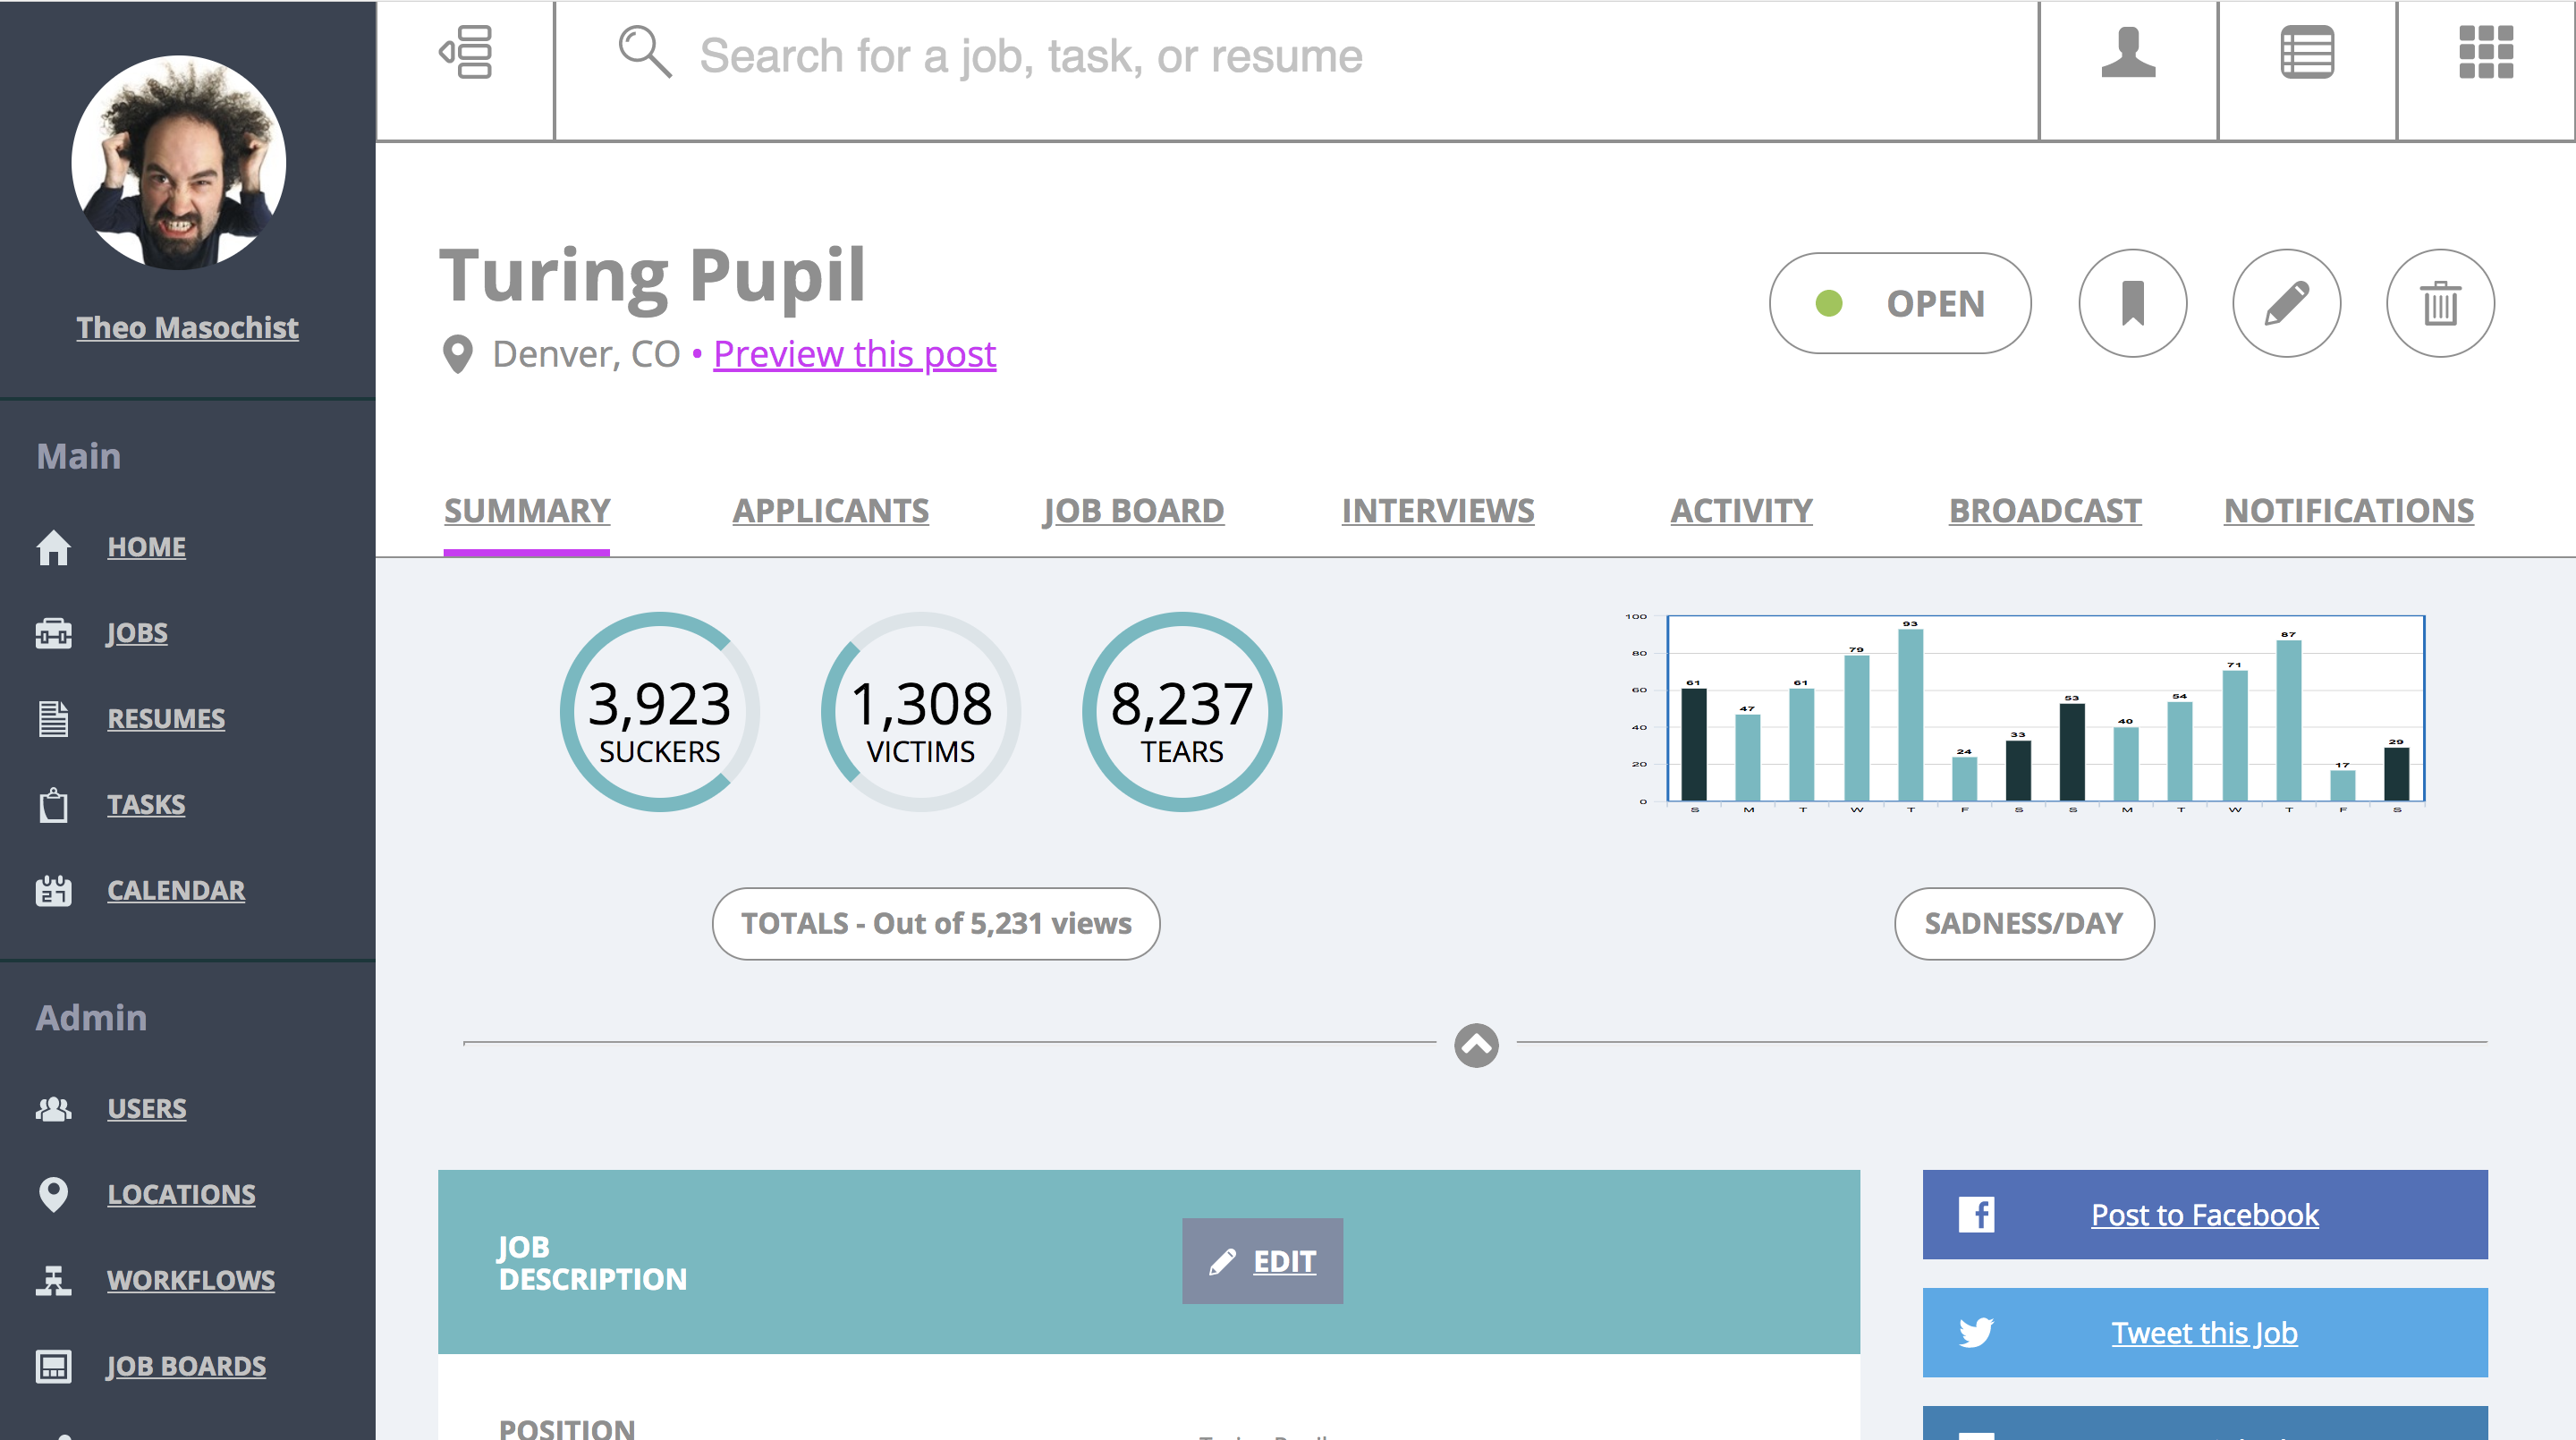 Search for a job, task, or resume
Theo Masochist
Main
HOME
JOBS
RESUMES
TASKS
27
CALENDAR
Admin
USERS
LOCATIONS
WORKFLOWS
JOB BOARDS
Turing Pupil
Denver, CO • Preview this post
OPEN
SUMMARY APPLICANTS JOB BOARD INTERVIEWS ACTIVITY BROADCAST NOTIFICATIONS
3,923
SUCKERS
1,308
VICTIMS
8,237
TEARS
TOTALS - Out of 5,231 views
100
80
60
40
20
0
61 47 61 79 93 24 33 53 40 54 71 87 17 29
S M T W T F S S M T W T F S
SADNESS/DAY
JOB
DESCRIPTION
EDIT
POSITION
f
Post to Facebook
Tweet this Job